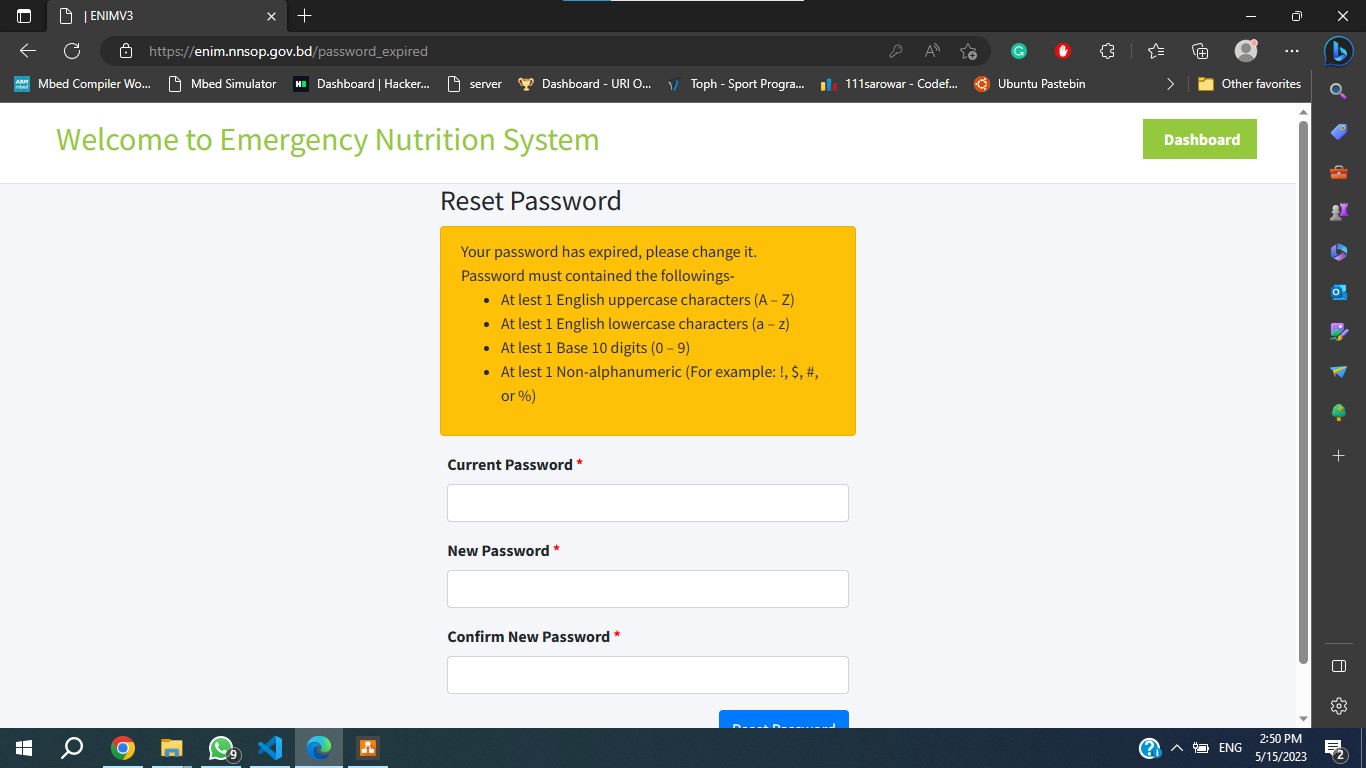 | ENIMV3
https://enim.nnsop.gov.bd/password_expired
Mbed Compiler Wo...
Mbed Simulator
Dashboard | Hacker...
server
Dashboard - URI O...
Toph - Sport Progra...
111sarowar - Codef...
Ubuntu Pastebin
Other favorites
Welcome to Emergency Nutrition System
Dashboard
Reset Password
Your password has expired, please change it.
Password must contained the followings-
At lest 1 English uppercase characters (A – Z)
At lest 1 English lowercase characters (a – z)
At lest 1 Base 10 digits (0 – 9)
At lest 1 Non-alphanumeric (For example: !, $, #,
or %)
Current Password *
New Password *
Confirm New Password *
Reset Password
9
ENG
2:50 PM
5/15/2023
2